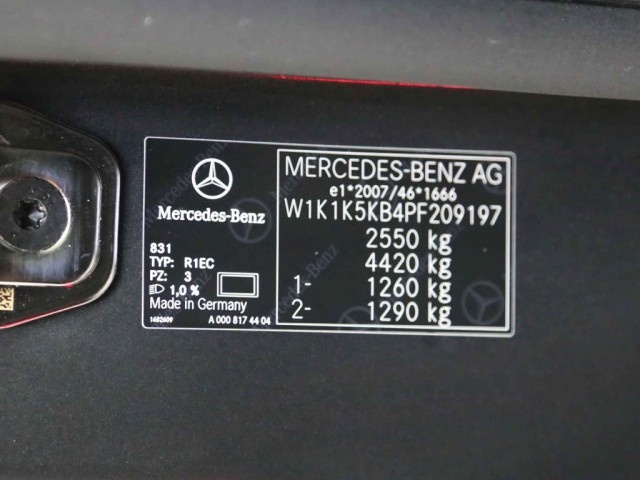 Mercedes-Benz
831
TYP: R1EC
PZ: 3
1,0 %
Made in Germany
1682609
A 000 817 44 04
MERCEDES-BENZ AG
e1*2007/46*1666
W1K1K5KB4PF209197
2550 kg
4420 kg
1- 1260 kg
2- 1290 kg